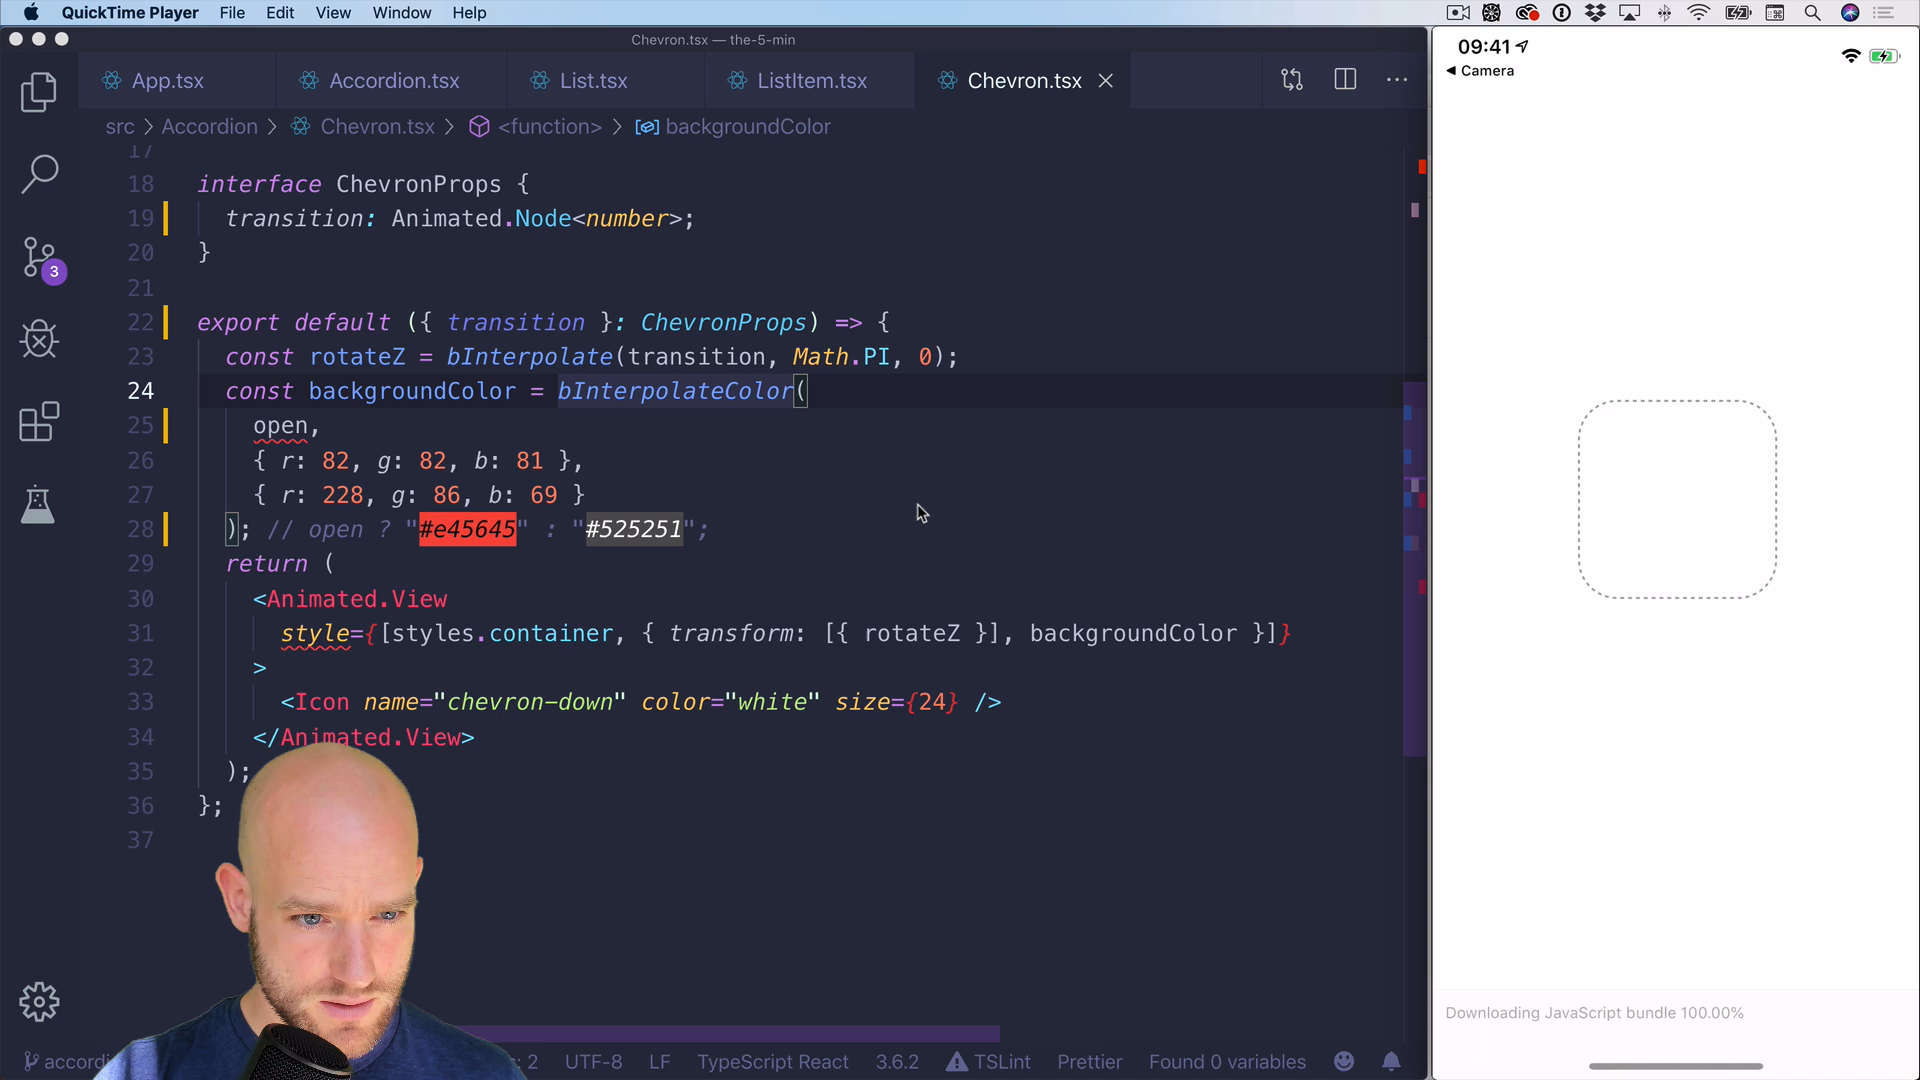 QuickTime Player File Edit View Window Help
Chevron.tsx — the-5-min
App.tsx Accordion.tsx List.tsx ListItem.tsx Chevron.tsx
src > Accordion > Chevron.tsx > <function> > backgroundColor
17
18 interface ChevronProps {
19 transition: Animated.Node<number>;
20 }
21
22 export default ({ transition }: ChevronProps) => {
23 const rotateZ = bInterpolate(transition, Math.PI, 0);
24 const backgroundColor = bInterpolateColor(
25 open,
26 { r: 82, g: 82, b: 81 },
27 { r: 228, g: 86, b: 69 }
28 ); // open ? "#e45645" : "#525251";
29 return (
30 <Animated.View
31 style={[styles.container, { transform: [{ rotateZ }], backgroundColor }]}
32 >
33 <Icon name="chevron-down" color="white" size={24} />
34 </Animated.View>
35 );
36 };
37
3
accordi
: 2 UTF-8 LF TypeScript React 3.6.2 TSLint Prettier Found 0 variables
09:41
Camera
Downloading JavaScript bundle 100.00%